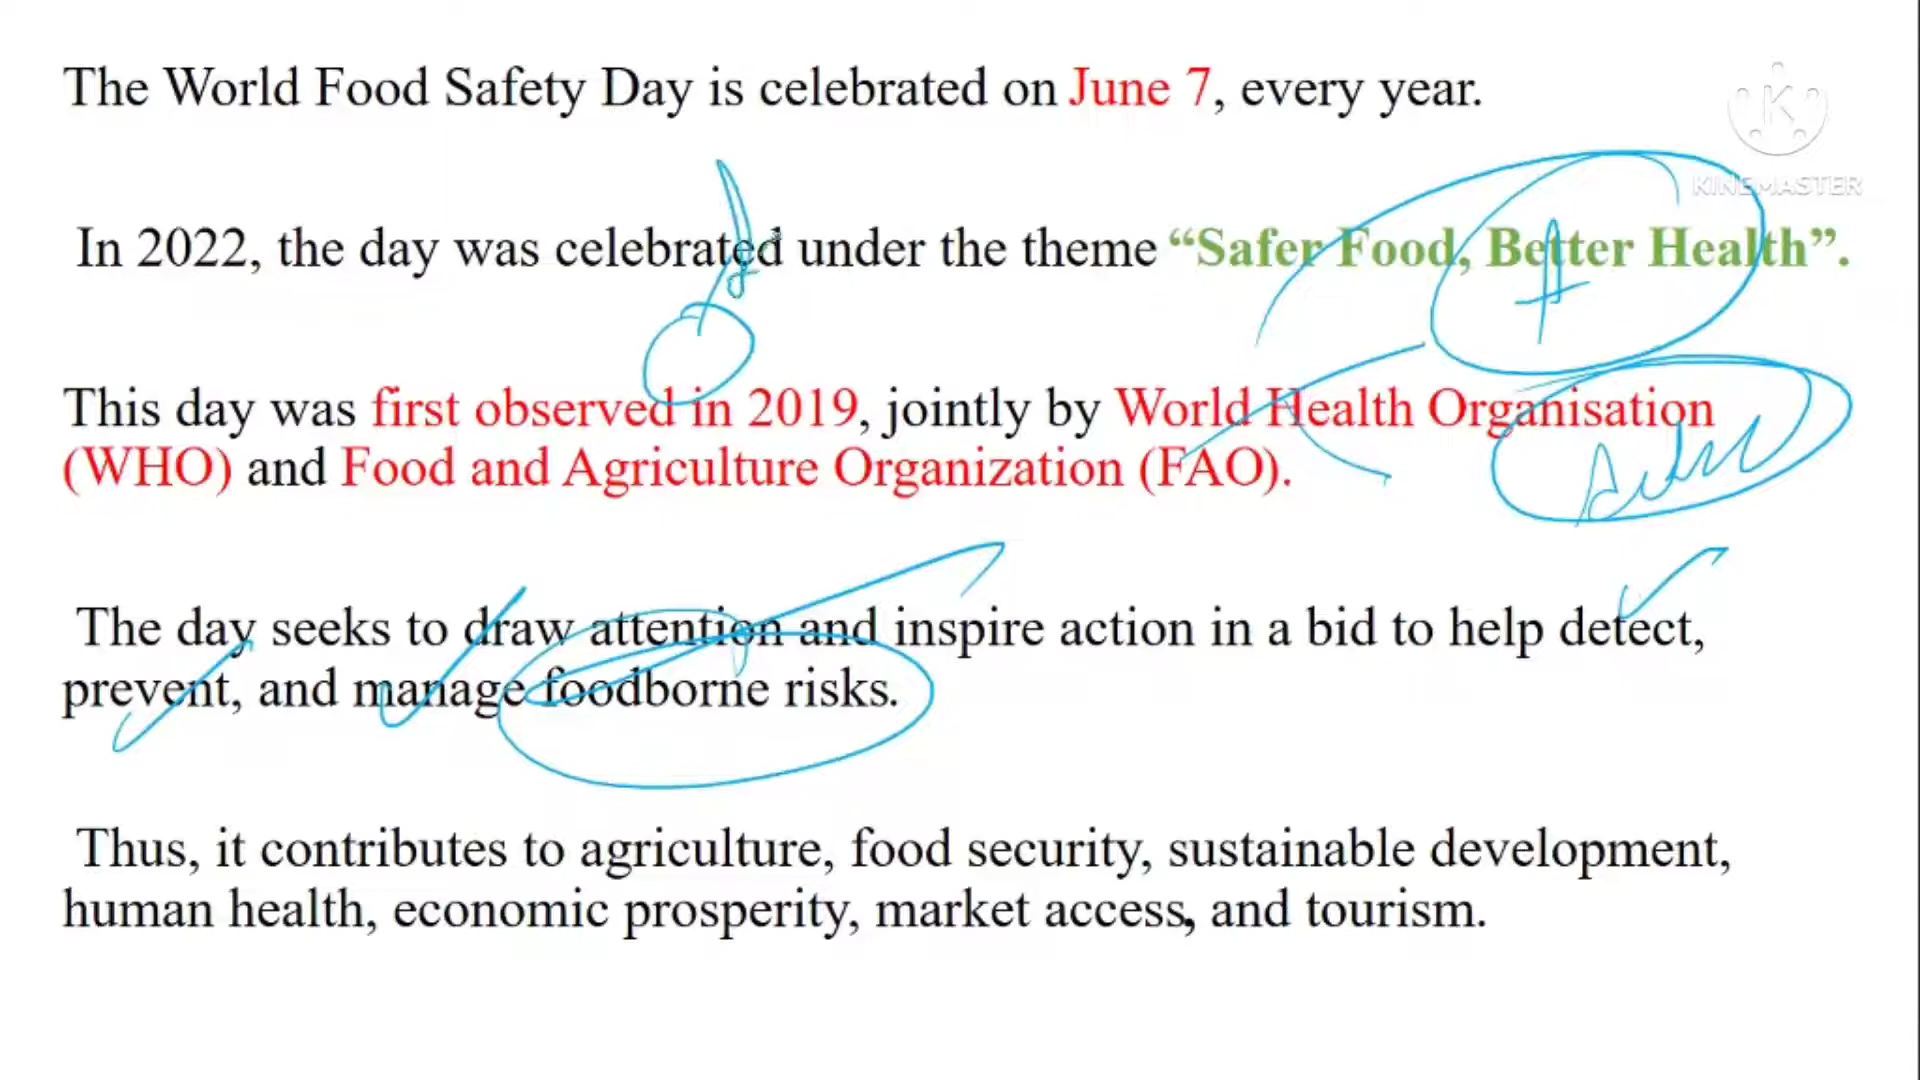 The World Food Safety Day is celebrated on June 7, every year.
KINEMASTER
In 2022, the day was celebrated under the theme “Safer Food, Better Health”.
This day was first observed in 2019, jointly by World Health Organisation
(WHO) and Food and Agriculture Organization (FAO).
The day seeks to draw attention and inspire action in a bid to help detect,
prevent, and manage foodborne risks.
Thus, it contributes to agriculture, food security, sustainable development,
human health, economic prosperity, market access, and tourism.